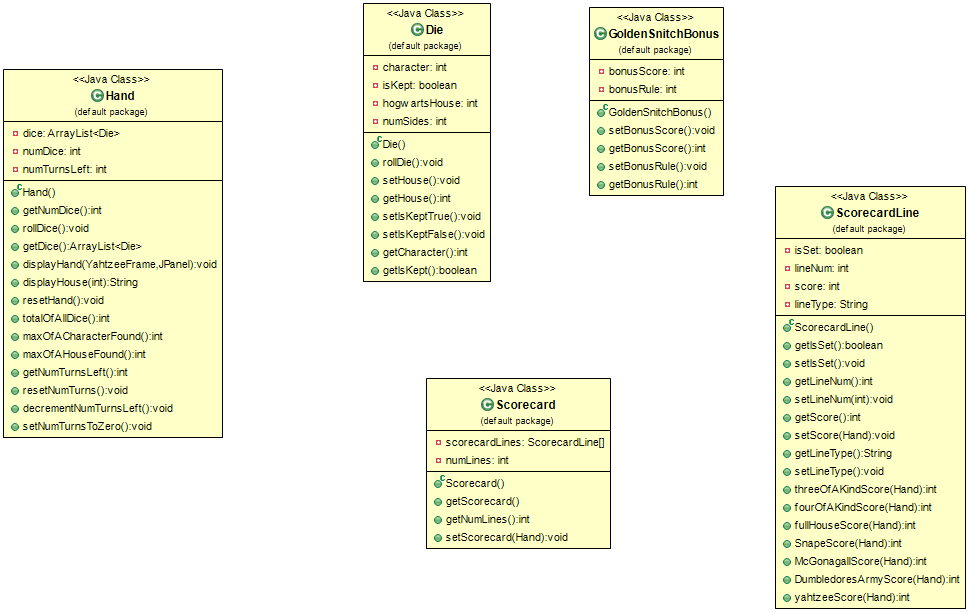 <<Java Class>>
Hand
(default package)
dice: ArrayList<Die>
numDice: int
numTurnsLeft: int
Hand()
getNumDice():int
rollDice():void
getDice():ArrayList<Die>
displayHand(YahtzeeFrame,JPanel):void
displayHouse(int):String
resetHand():void
totalOfAllDice():int
maxOfACharacterFound():int
maxOfAHouseFound():int
getNumTurnsLeft():int
resetNumTurns():void
decrementNumTurnsLeft():void
setNumTurnsToZero():void
<<Java Class>>
Die
(default package)
character: int
isKept: boolean
hogwartsHouse: int
numSides: int
Die()
rollDie():void
setHouse():void
getHouse():int
setIsKeptTrue():void
setIsKeptFalse():void
getCharacter():int
getIsKept():boolean
<<Java Class>>
GoldenSnitchBonus
(default package)
bonusScore: int
bonusRule: int
GoldenSnitchBonus()
setBonusScore():void
getBonusScore():int
setBonusRule():void
getBonusRule():int
<<Java Class>>
Scorecard
(default package)
scorecardLines: ScorecardLine[]
numLines: int
Scorecard()
getScorecard()
getNumLines():int
setScorecard(Hand):void
<<Java Class>>
ScorecardLine
(default package)
isSet: boolean
lineNum: int
score: int
lineType: String
ScorecardLine()
getIsSet():boolean
setIsSet():void
getLineNum():int
setLineNum(int):void
getScore():int
setScore(Hand):void
getLineType():String
setLineType():void
threeOfAKindScore(Hand):int
fourOfAKindScore(Hand):int
fullHouseScore(Hand):int
SnapeScore(Hand):int
McGonagallScore(Hand):int
DumbledoresArmyScore(Hand):int
yahtzeeScore(Hand):int